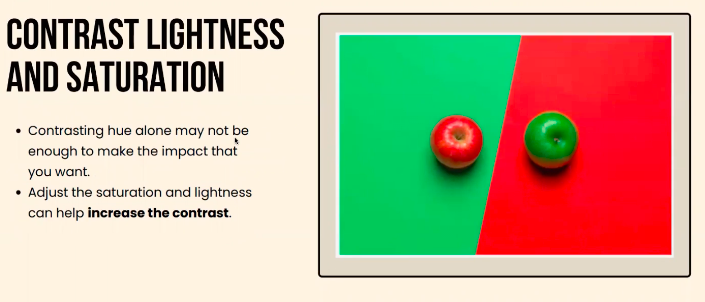 CONTRAST LIGHTNESS
AND SATURATION
• Contrasting hue alone may not be
enough to make the impact that
you want.
• Adjust the saturation and lightness
can help increase the contrast.